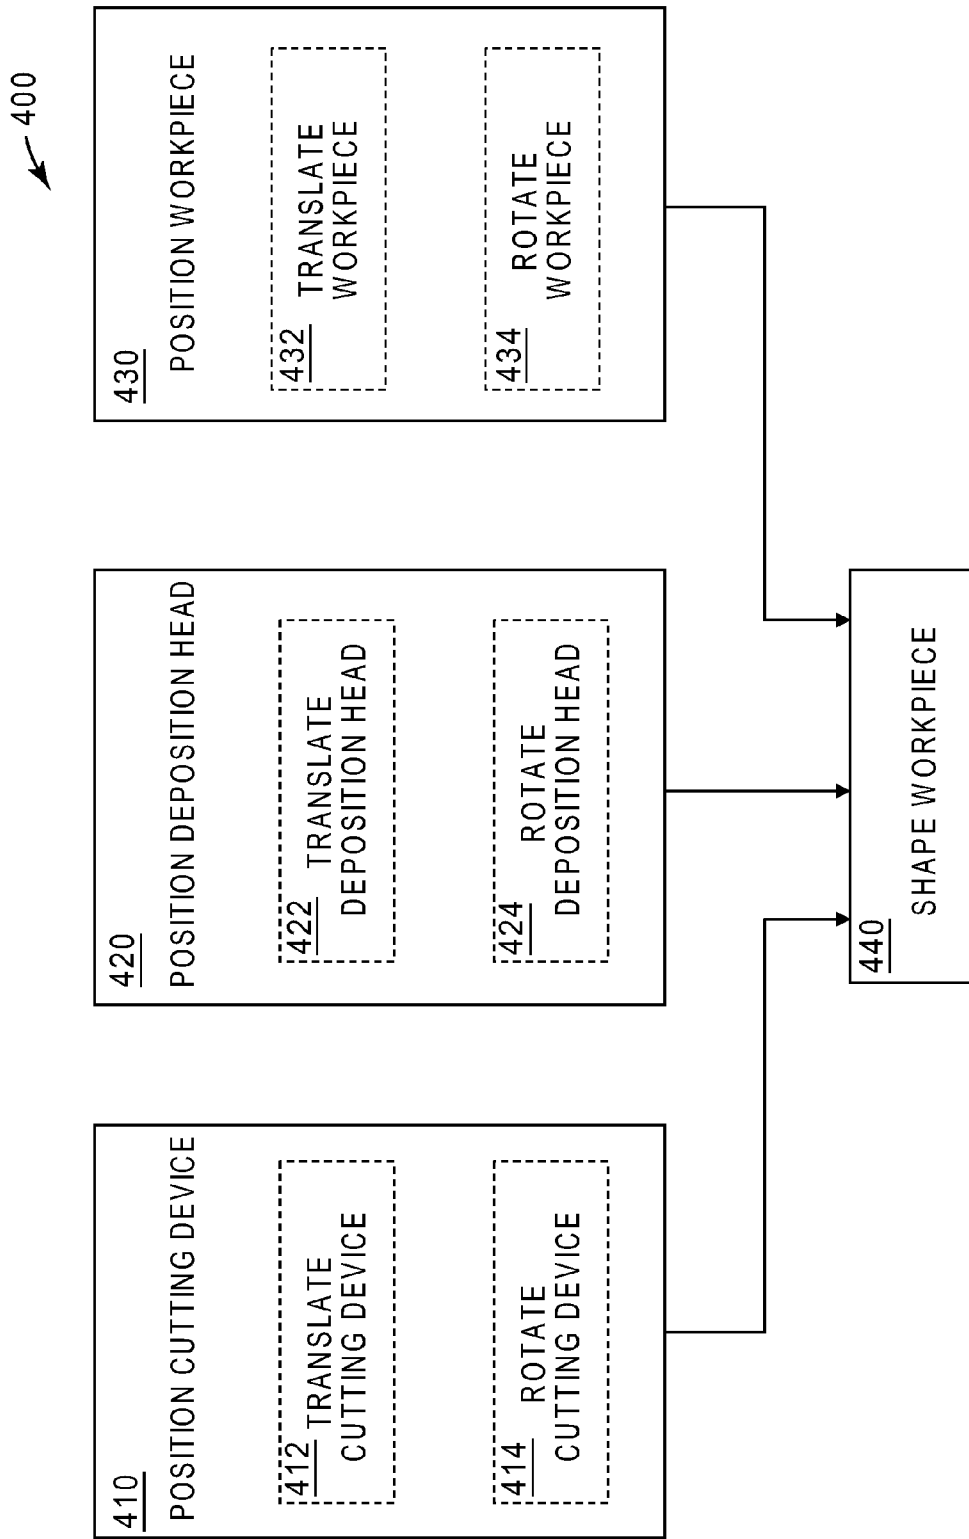 400
410
POSITION CUTTING DEVICE
412
TRANSLATE
CUTTING DEVICE
414
ROTATE
CUTTING DEVICE
420
POSITION DEPOSITION HEAD
422
TRANSLATE
DEPOSITION HEAD
424
ROTATE
DEPOSITION HEAD
430
POSITION WORKPIECE
432
TRANSLATE
WORKPIECE
434
ROTATE
WORKPIECE
440
SHAPE WORKPIECE